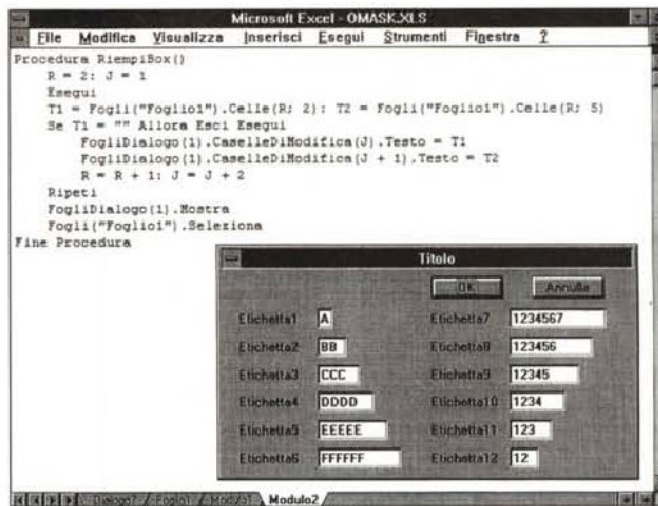 Microsoft Excel - OMASK.XLS
File Modifica Visualizza Inserisci Esegui Strumenti Finestra ?
Procedura RiempiBox()
R = 2: J = 1
Esegui
T1 = Fogli("Foglio1").Celle(R; 2): T2 = Fogli("Foglio1").Celle(R; 5)
Se T1 = "" Allora Esci Esegui
FogliDialogo(1).CaselleDiModifica(J).Testo = T1
FogliDialogo(1).CaselleDiModifica(J + 1).Testo = T2
R = R + 1: J = J + 2
Ripeti
FogliDialogo(1).Mostra
Fogli("Foglio1").Seleziona
Fine Procedura
Titolo
OK Annulla
Etichetta1 A Etichetta7 1234567
Etichetta2 BB Etichetta8 123456
Etichetta3 CCC Etichetta9 12345
Etichetta4 DDDD Etichetta10 1234
Etichetta5 EEEEE Etichetta11 123
Etichetta6 FFFFFF Etichetta12 12
Foglio1 Modulo1 Modulo2